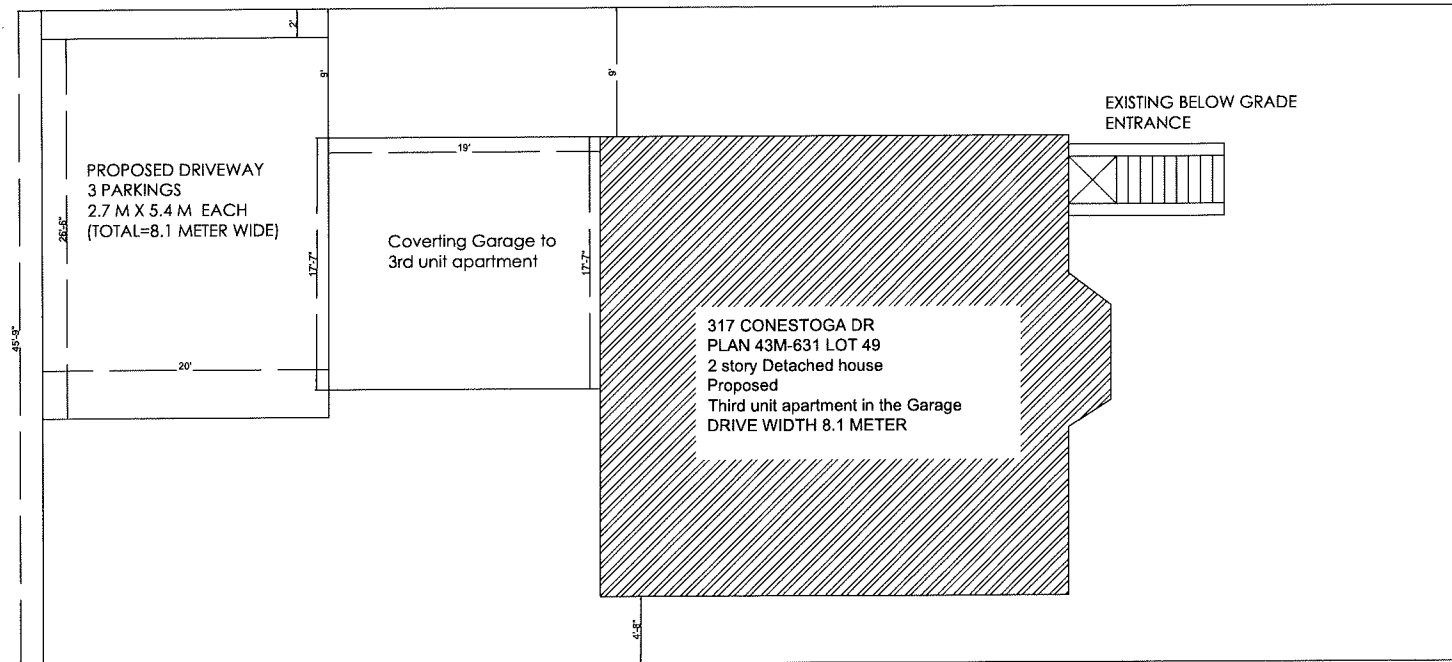 2'
9'
9'
EXISTING BELOW GRADE
ENTRANCE
19'
PROPOSED DRIVEWAY
3 PARKINGS
2.7 M X 5.4 M EACH
(TOTAL=8.1 METER WIDE)
26'-6"
Coverting Garage to
3rd unit apartment
17'-7"
17'-7"
317 CONESTOGA DR
PLAN 43M-631 LOT 49
2 story Detached house
Proposed
Third unit apartment in the Garage
DRIVE WIDTH 8.1 METER
45'-9"
20'
4'-8"